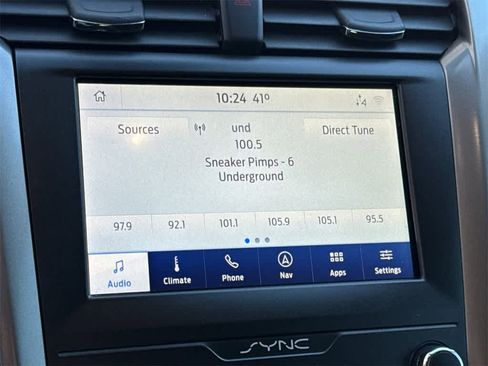 10:24 41°
4
Sources
und
Direct Tune
100.5
Sneaker Pimps - 6
Underground
97.9 92.1 101.1 105.9 105.1 95.5
Audio Climate Phone Nav Apps Settings
SYNC